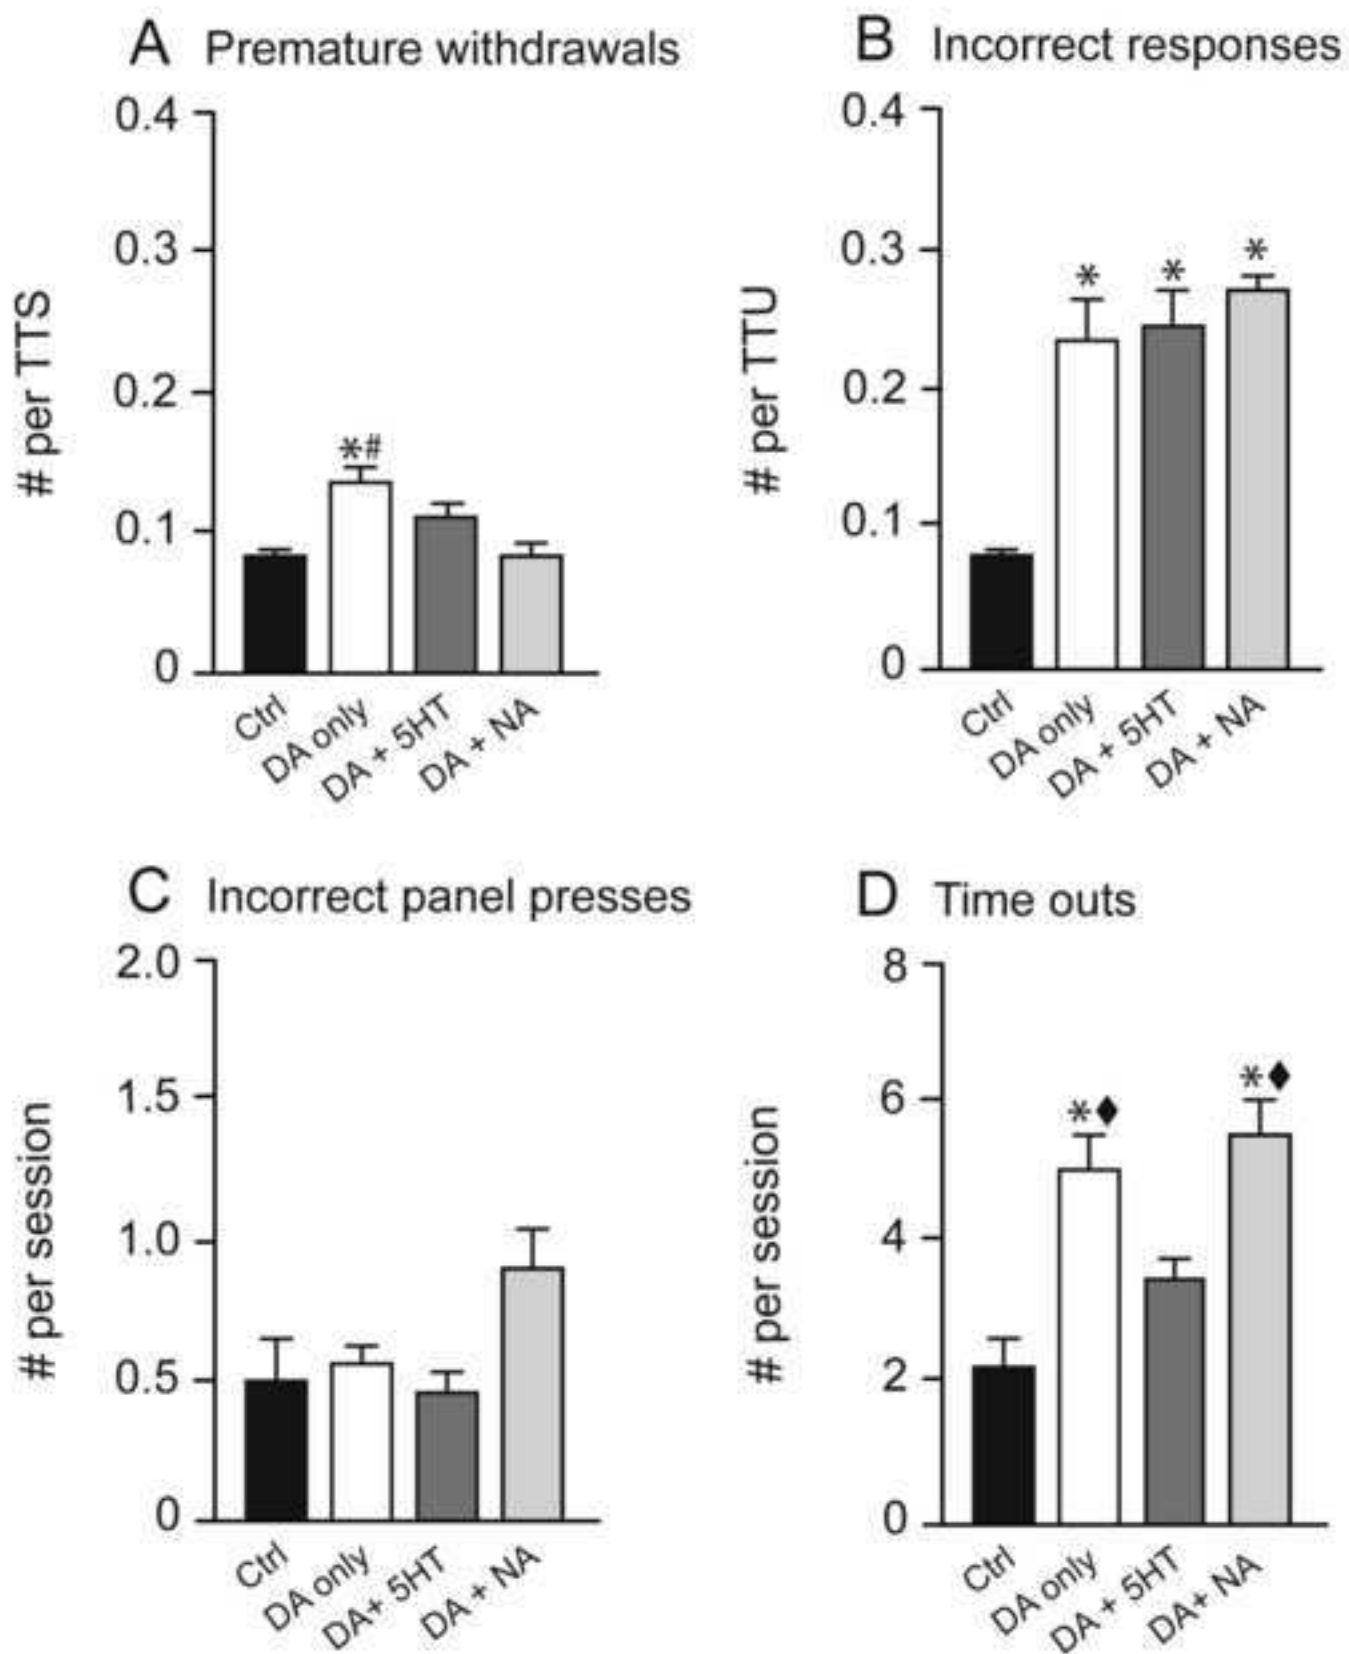 A Premature withdrawals
# per TTS
0.4
0.3
0.2
0.1
0
*#
Ctrl
DA only
DA + 5HT
DA + NA
B Incorrect responses
# per TTU
0.4
0.3
0.2
0.1
0
*
*
*
Ctrl
DA only
DA + 5HT
DA + NA
C Incorrect panel presses
# per session
2.0
1.5
1.0
0.5
0
Ctrl
DA only
DA+ 5HT
DA + NA
D Time outs
# per session
8
6
4
2
0
*♦
*♦
Ctrl
DA only
DA + 5HT
DA+ NA